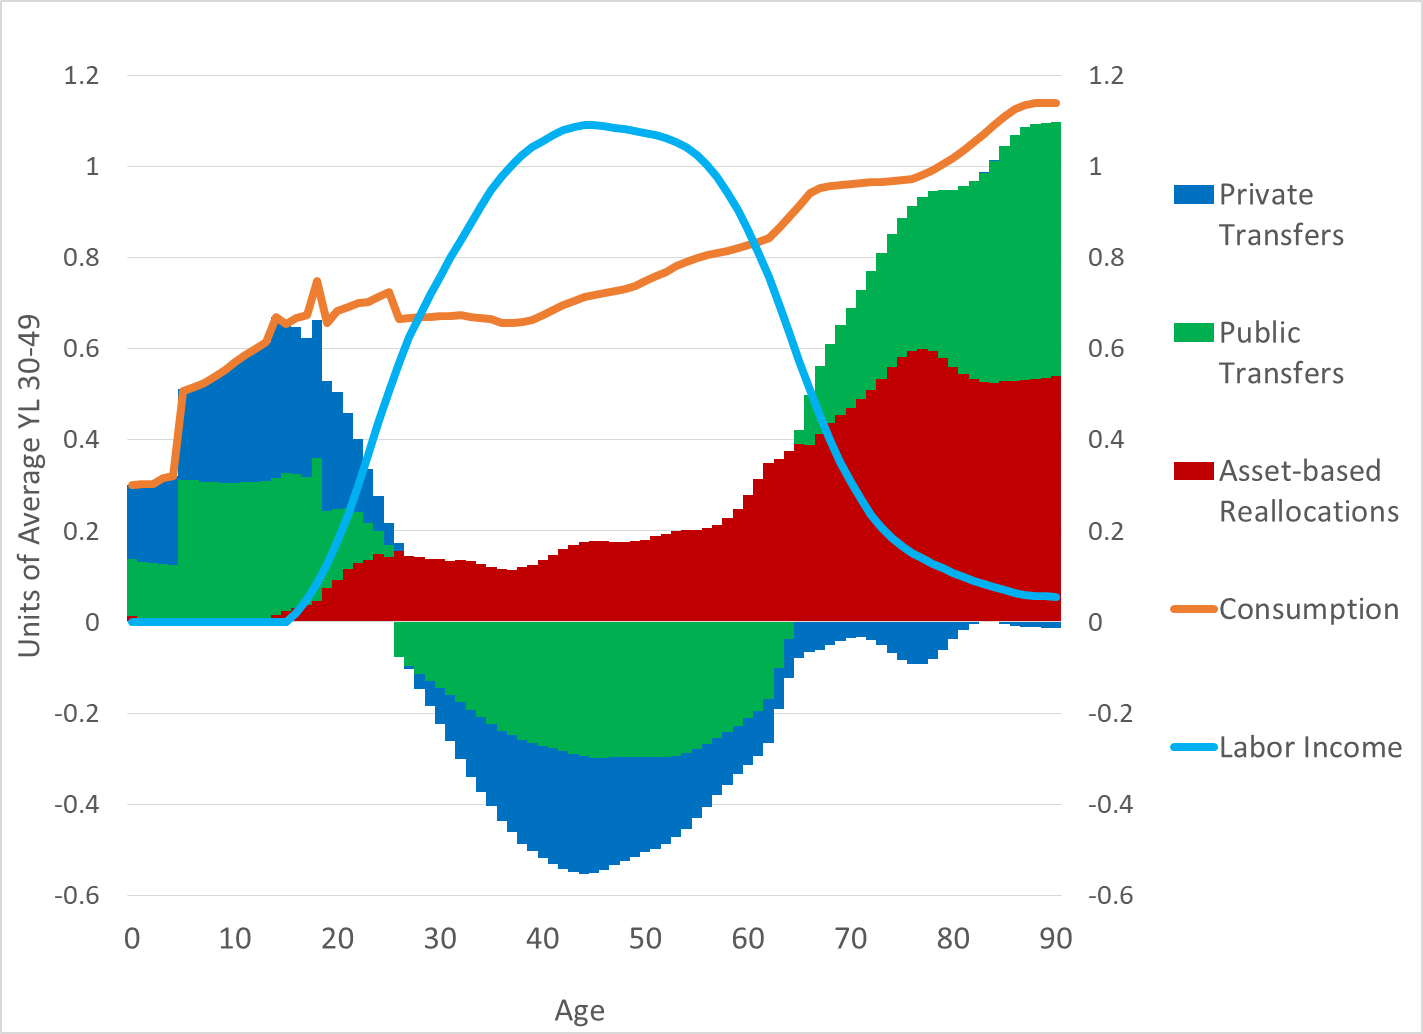 1.2
1
0.8
0.6
0.4
0.2
0
-0.2
-0.4
-0.6
Units of Average YL 30-49
0 10 20 30 40 50 60 70 80 90
Age
1.2
1
0.8
0.6
0.4
0.2
0
-0.2
-0.4
-0.6
Private
Transfers
Public
Transfers
Asset-based
Reallocations
Consumption
Labor Income